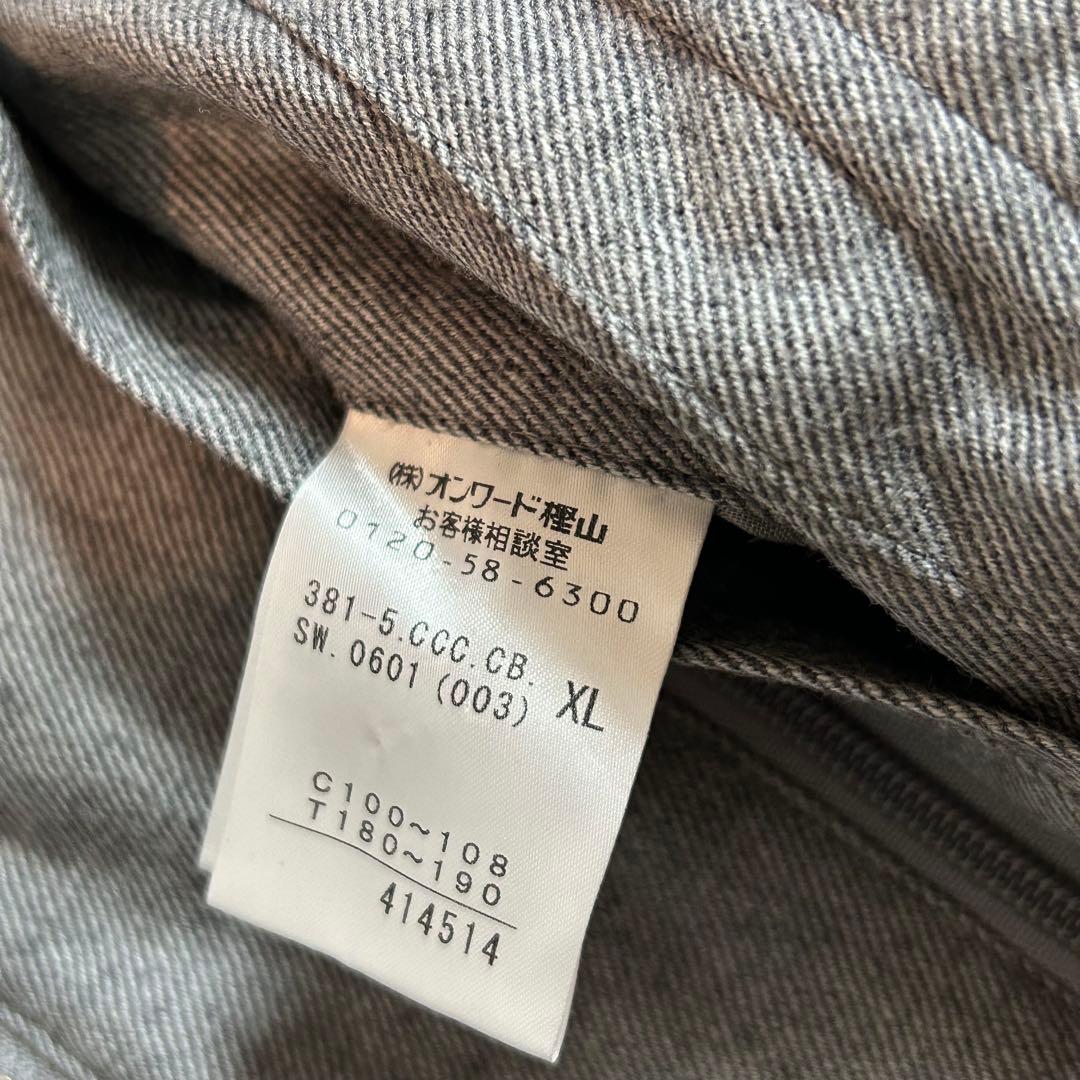 (株)オンワード樫山
お客様相談室
0120-58-6300
381-5.CCC.CB.
SW.0601(003) XL
C100~108
T180~190
414514